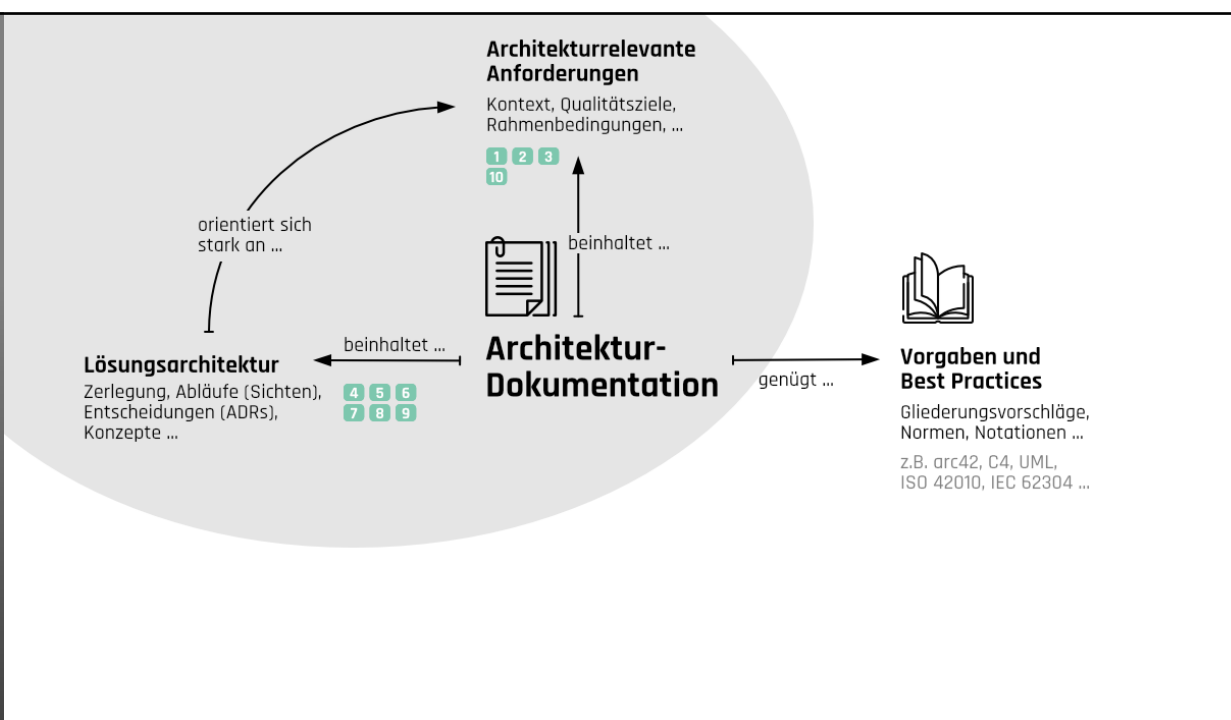 Architekturrelevante
Anforderungen
Kontext, Qualitätsziele,
Rahmenbedingungen, ...
1 2 3
10
orientiert sich
stark an ...
beinhaltet ...
Lösungsarchitektur
Zerlegung, Abläufe (Sichten),
Entscheidungen (ADRs),
Konzepte ...
beinhaltet ...
4 5 6
7 8 9
Architektur-
Dokumentation
genügt ...
Vorgaben und
Best Practices
Gliederungsvorschläge,
Normen, Notationen ...
z.B. arc42, C4, UML,
ISO 42010, IEC 62304 ...